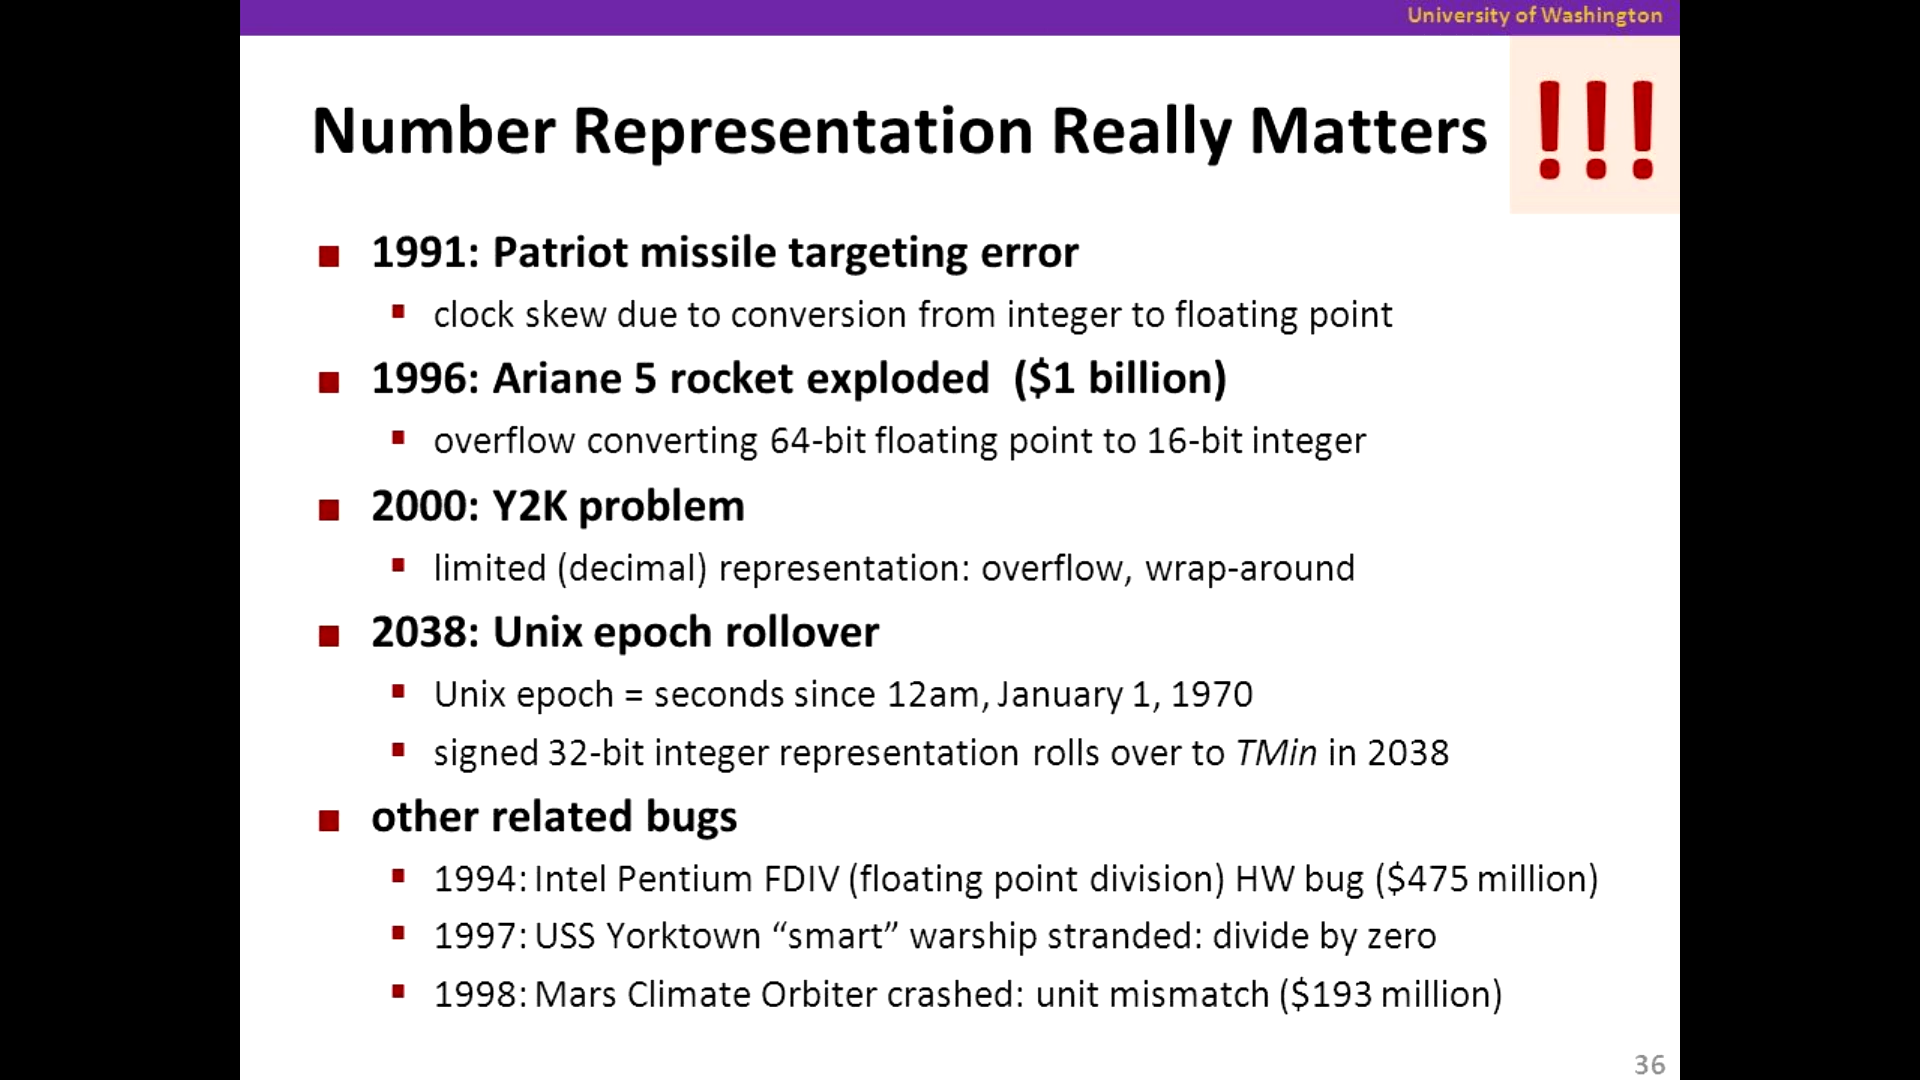 University of Washington
Number Representation Really Matters
!!!
1991: Patriot missile targeting error
clock skew due to conversion from integer to floating point
1996: Ariane 5 rocket exploded ($1 billion)
overflow converting 64-bit floating point to 16-bit integer
2000: Y2K problem
limited (decimal) representation: overflow, wrap-around
2038: Unix epoch rollover
Unix epoch = seconds since 12am, January 1, 1970
signed 32-bit integer representation rolls over to TMin in 2038
other related bugs
1994: Intel Pentium FDIV (floating point division) HW bug ($475 million)
1997: USS Yorktown “smart” warship stranded: divide by zero
1998: Mars Climate Orbiter crashed: unit mismatch ($193 million)
36